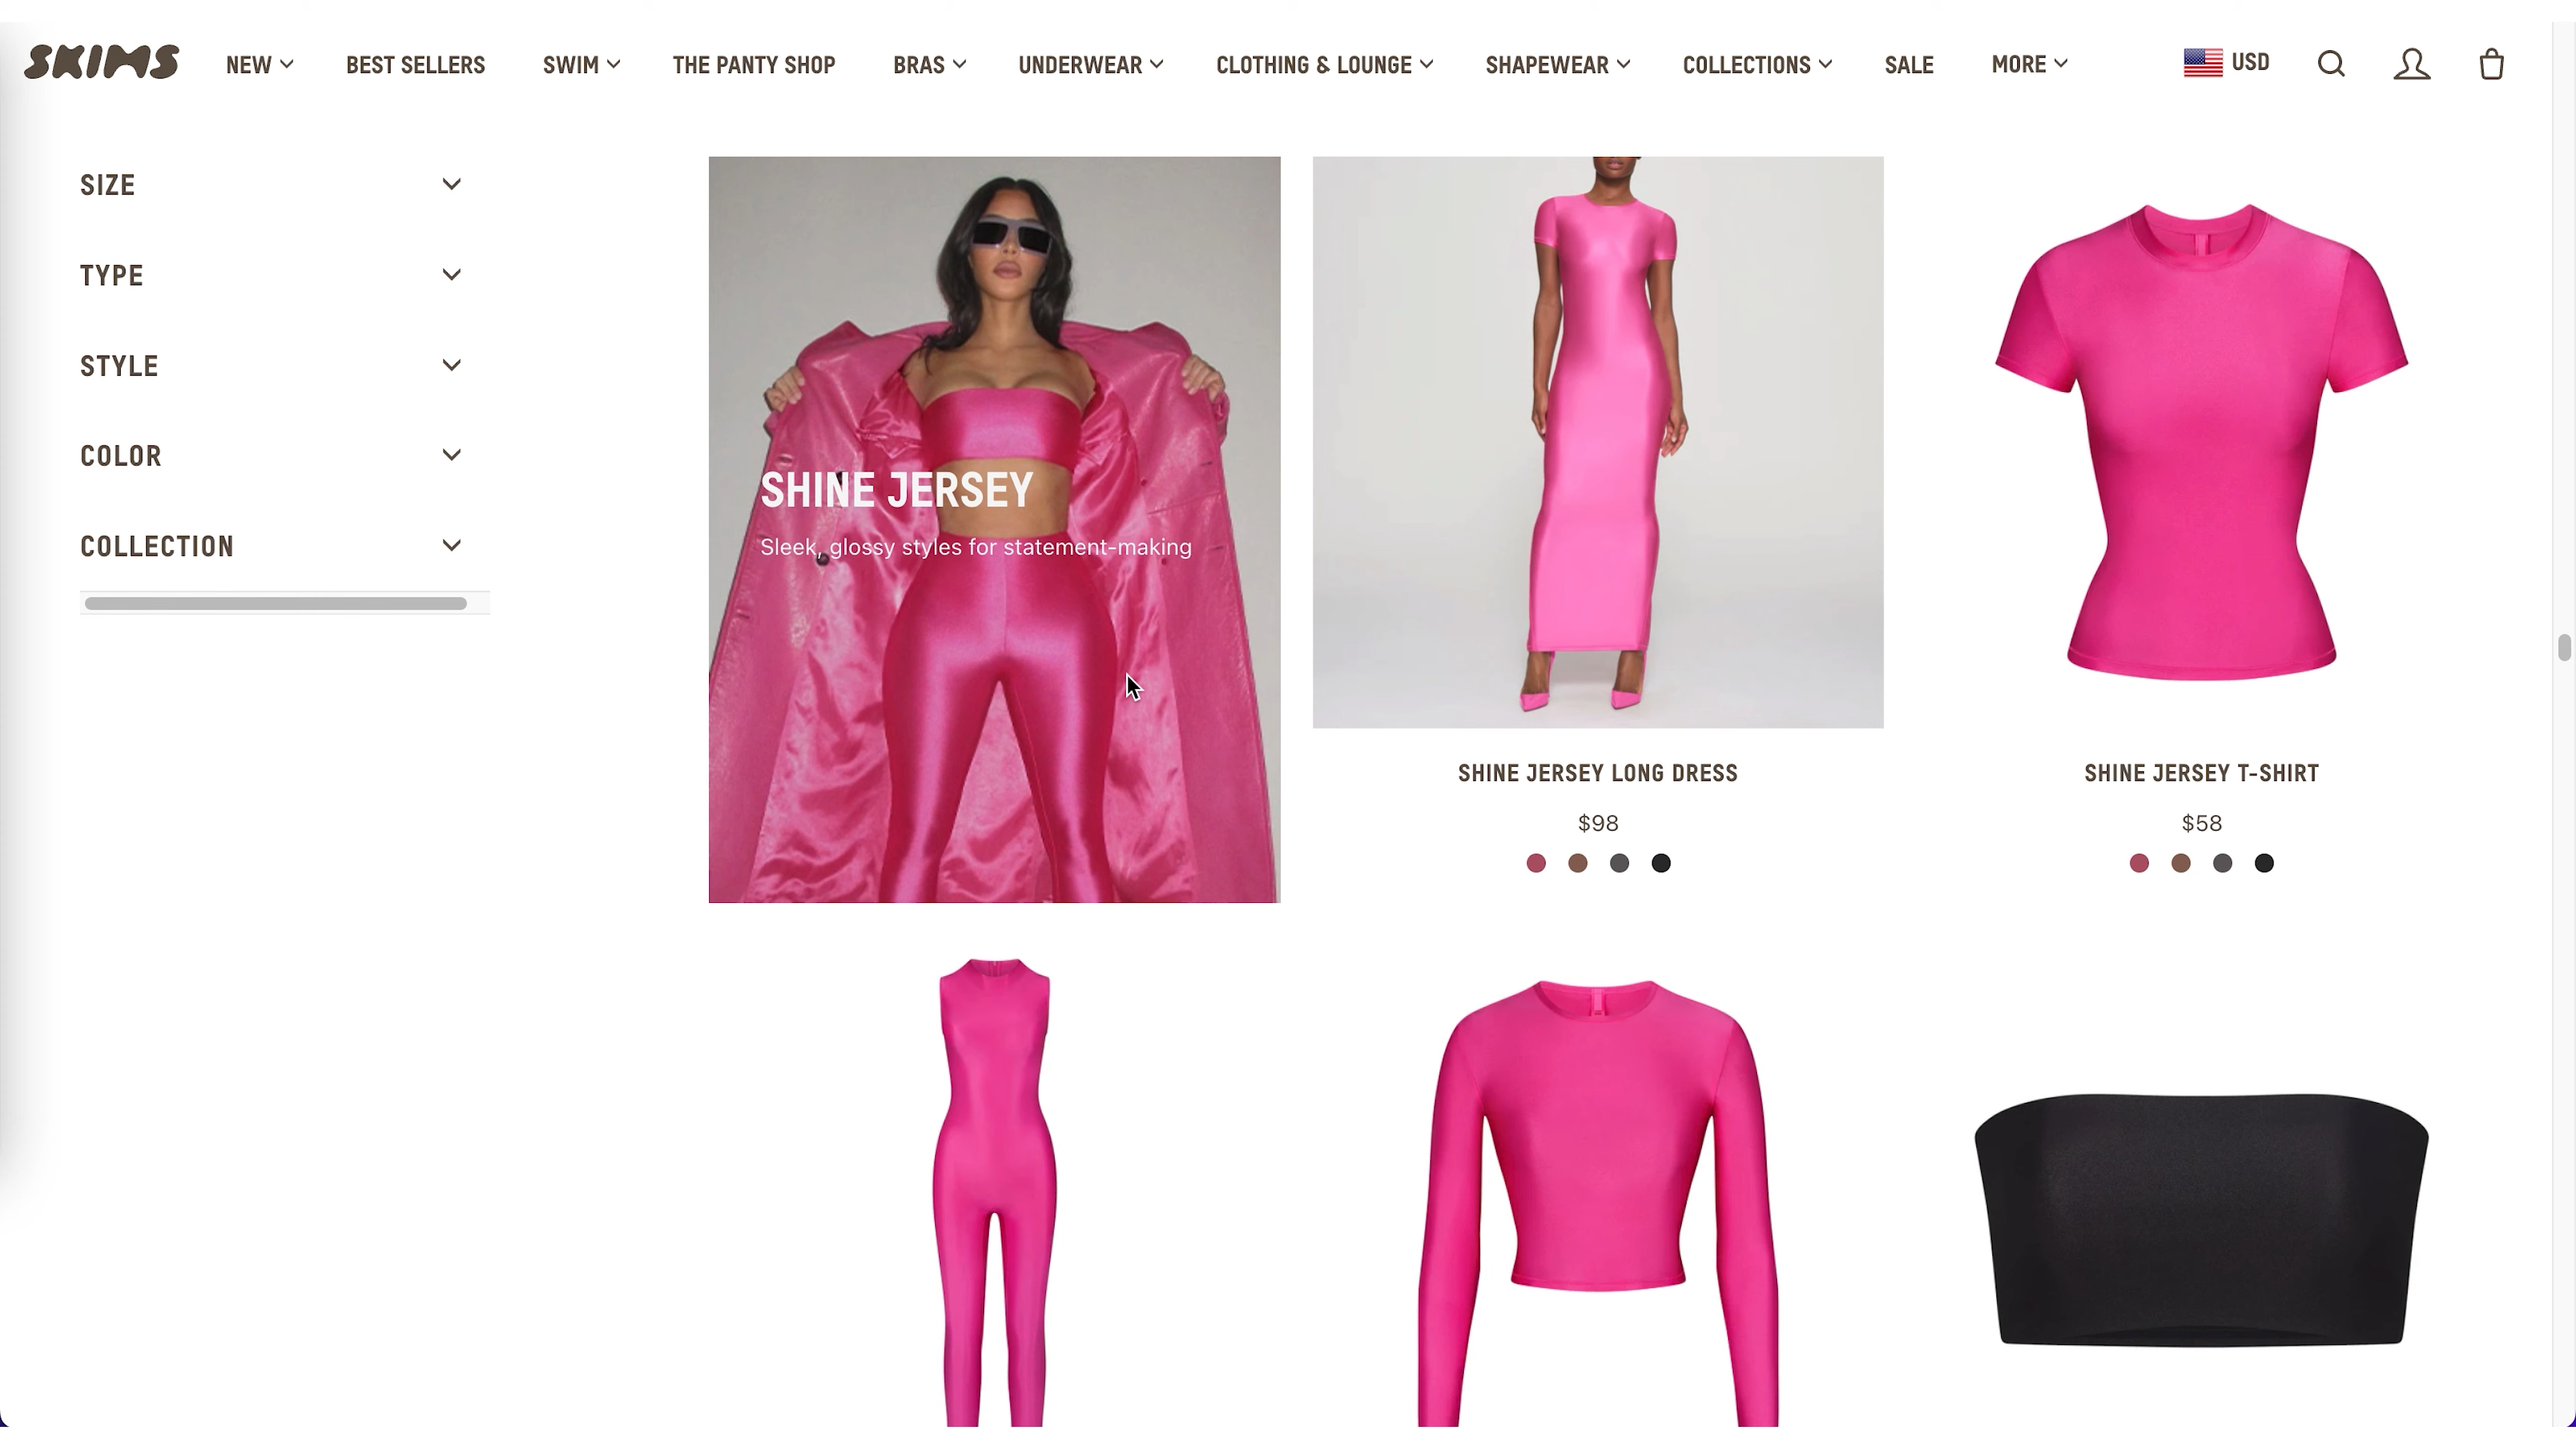 SKIMS NEW BEST SELLERS SWIM THE PANTY SHOP BRAS UNDERWEAR CLOTHING & LOUNGE SHAPEWEAR COLLECTIONS SALE MORE USD
SIZE
TYPE
STYLE
COLOR
COLLECTION
SHINE JERSEY
Sleek, glossy styles for statement-making
SHINE JERSEY LONG DRESS
$98
SHINE JERSEY T-SHIRT
$58